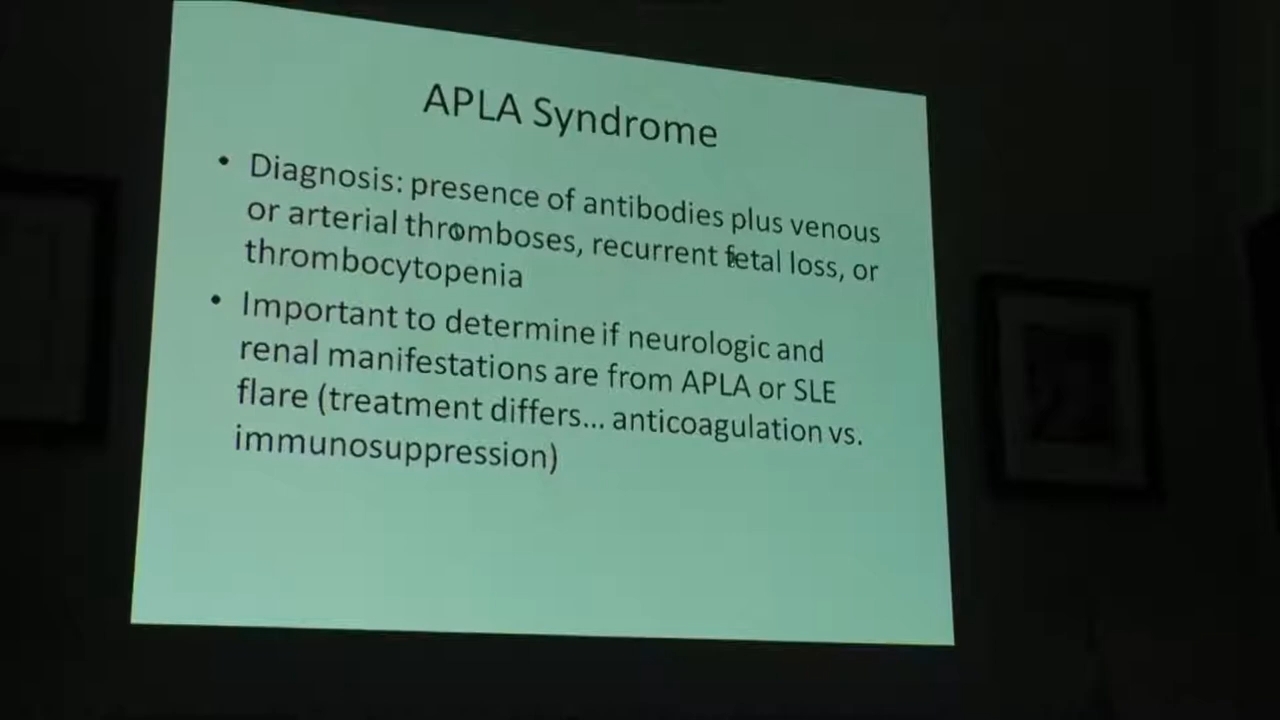 APLA Syndrome
• Diagnosis: presence of antibodies plus venous
or arterial thromboses, recurrent fetal loss, or
thrombocytopenia
• Important to determine if neurologic and
renal manifestations are from APLA or SLE
flare (treatment differs... anticoagulation vs.
immunosuppression)